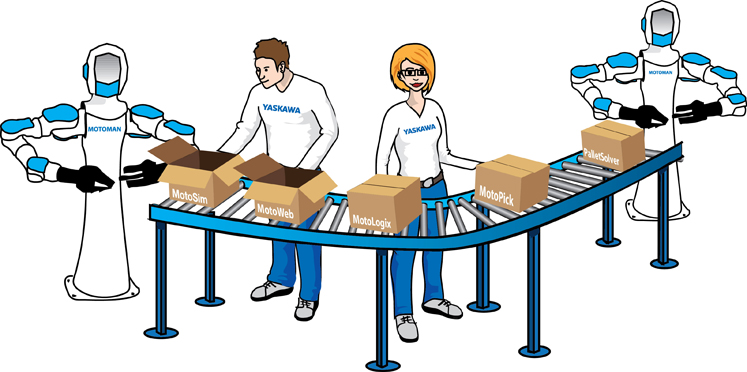 MOTOMAN
YASKAWA
YASKAWA
MOTOMAN
MotoSim
MotoWeb
MotoLogix
MotoPick
PalletSolver